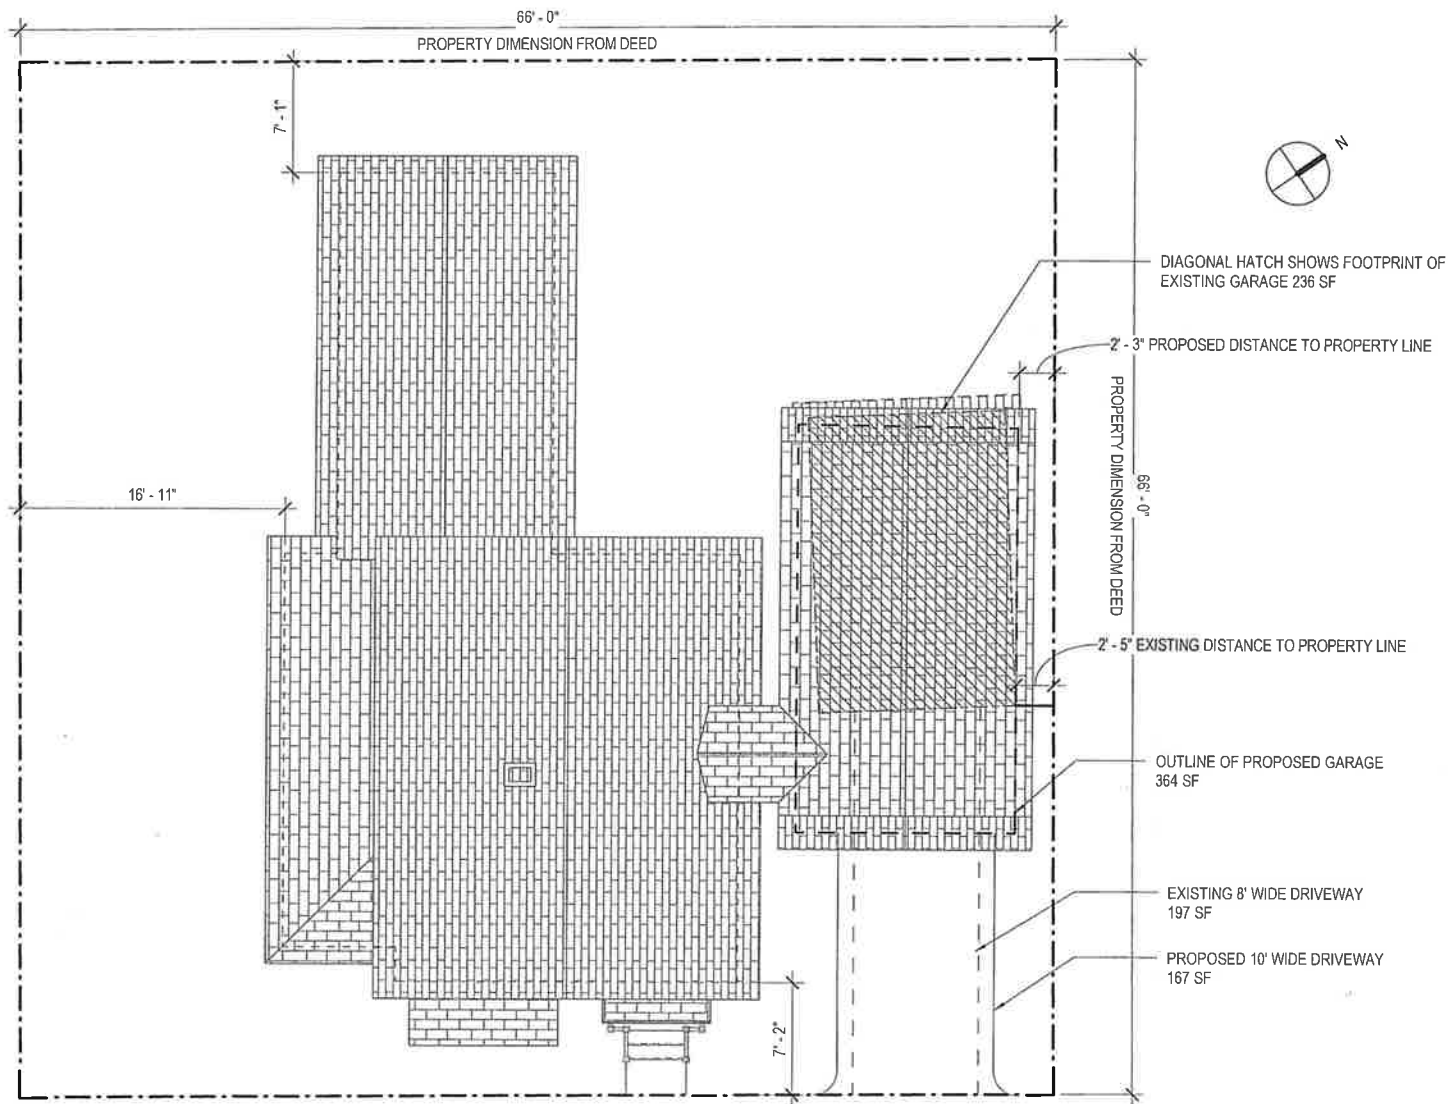 66' - 0"
PROPERTY DIMENSION FROM DEED
7' - 1"
N
DIAGONAL HATCH SHOWS FOOTPRINT OF
EXISTING GARAGE 236 SF
2' - 3" PROPOSED DISTANCE TO PROPERTY LINE
PROPERTY DIMENSION FROM DEED
66' - 0"
16' - 11"
2' - 5" EXISTING DISTANCE TO PROPERTY LINE
OUTLINE OF PROPOSED GARAGE
364 SF
EXISTING 8' WIDE DRIVEWAY
197 SF
PROPOSED 10' WIDE DRIVEWAY
167 SF
7' - 2"